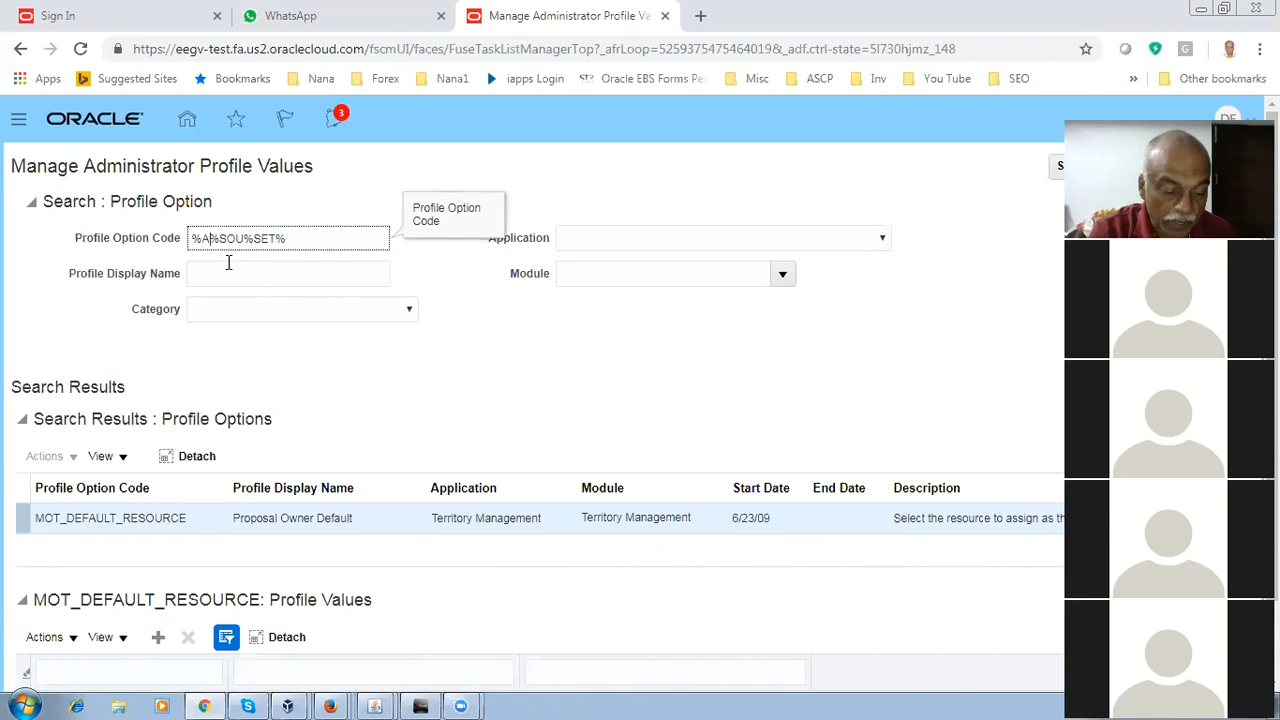 Sign In
WhatsApp
Manage Administrator Profile Va
https://eegv-test.fa.us2.oraclecloud.com/fscmUI/faces/FuseTaskListManagerTop?_afrLoop=5259375475464019&_adf.ctrl-state=5l730hjmz_148
Apps
Suggested Sites
Bookmarks
Nana
Forex
Nana1
iapps Login
Oracle EBS Forms Pe
Misc
ASCP
Inv
You Tube
SEO
Other bookmarks
ORACLE
3
Manage Administrator Profile Values
S
Search : Profile Option
Profile Option Code
%A%SOU%SET%
Profile Option
Code
Application
Profile Display Name
Module
Category
Search Results
Search Results : Profile Options
Actions View Detach
Profile Option Code Profile Display Name Application Module Start Date End Date Description
MOT_DEFAULT_RESOURCE Proposal Owner Default Territory Management Territory Management 6/23/09 Select the resource to assign as th
MOT_DEFAULT_RESOURCE: Profile Values
Actions View Detach